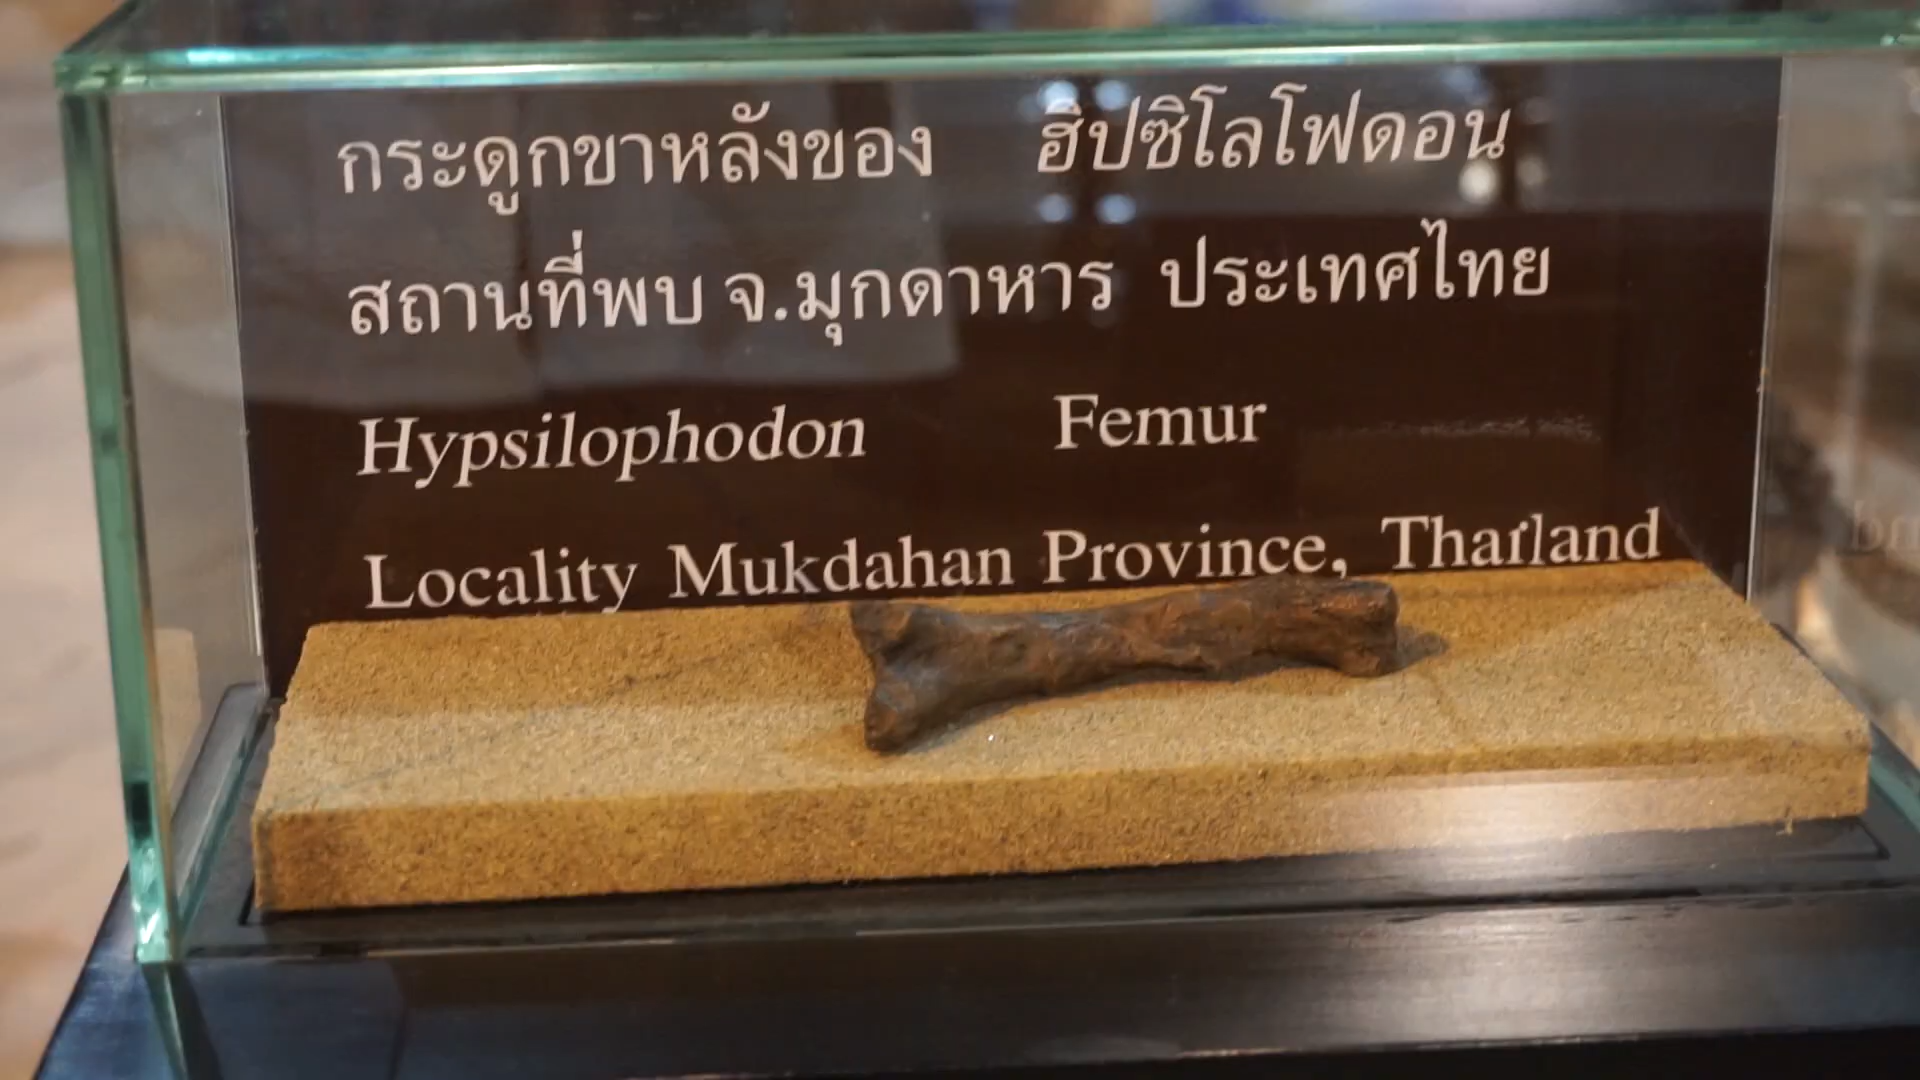 กระดูกขาหลังของ ฮิปซิโลโฟดอน
สถานที่พบ จ.มุกดาหาร ประเทศไทย
Hypsilophodon Femur
Locality Mukdahan Province, Tharland